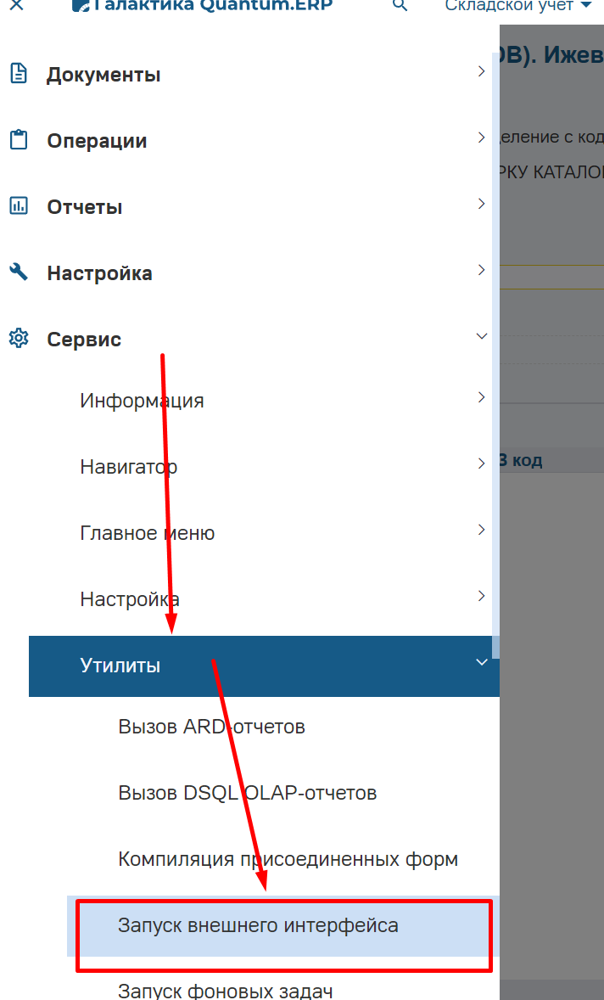 Галактика Quantum.ERP
Складской учет
Документы
Операции
Отчеты
Настройка
Сервис
Информация
Навигатор
Главное меню
Настройка
Утилиты
Вызов ARD-отчетов
Вызов DSQL OLAP-отчетов
Компиляция присоединенных форм
Запуск внешнего интерфейса
Запуск фоновых задач
ОВ). Ижев
еление с код
РКУ КАТАЛО
З код